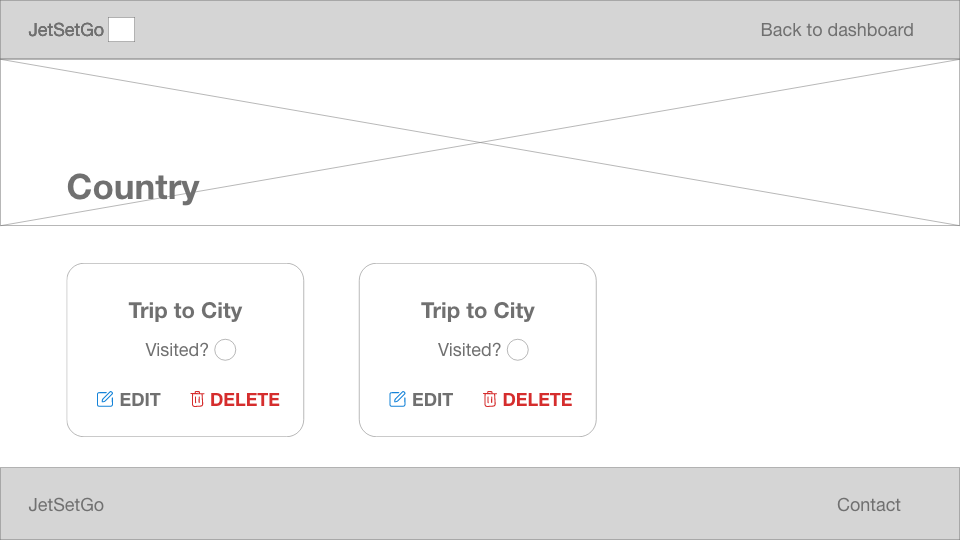 JetSetGo Back to dashboard
Country
Trip to City
Visited?
EDIT DELETE
Trip to City
Visited?
EDIT DELETE
JetSetGo Contact